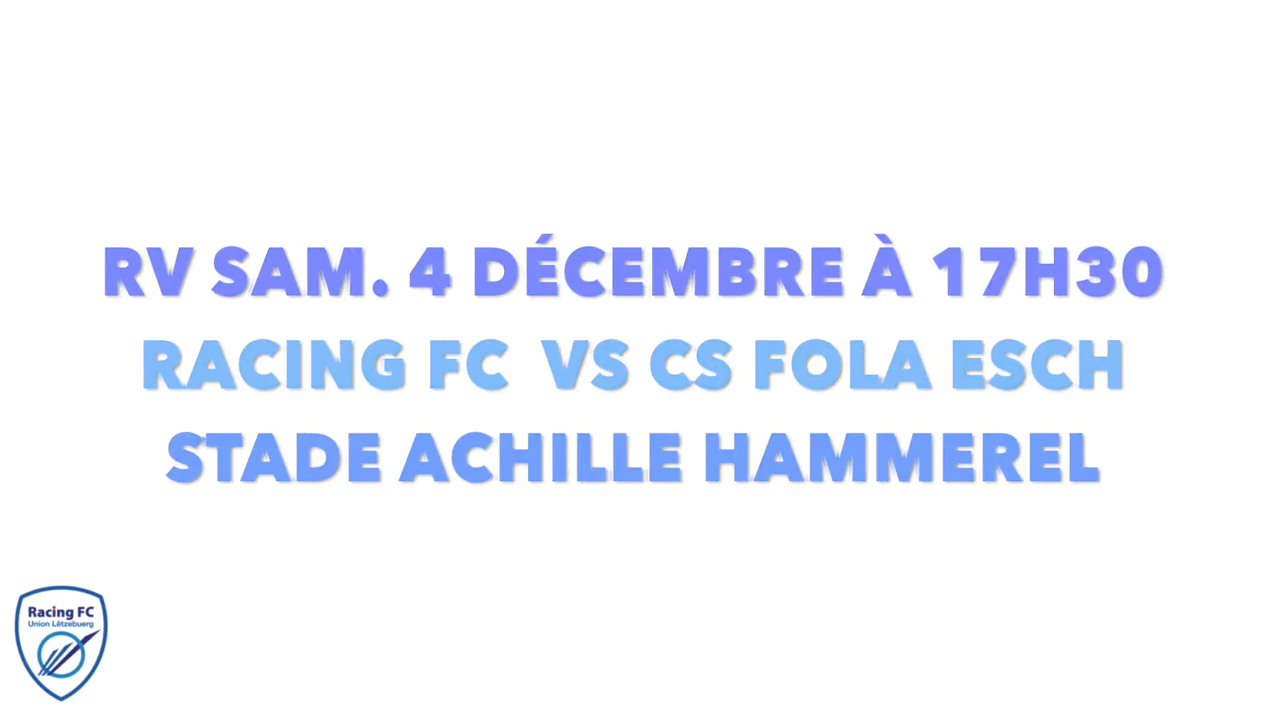 RV SAM. 4 DÉCEMBRE À 17H30
RACING FC VS CS FOLA ESCH
STADE ACHILLE HAMMEREL
Racing FC
Union Lëtzebuerg